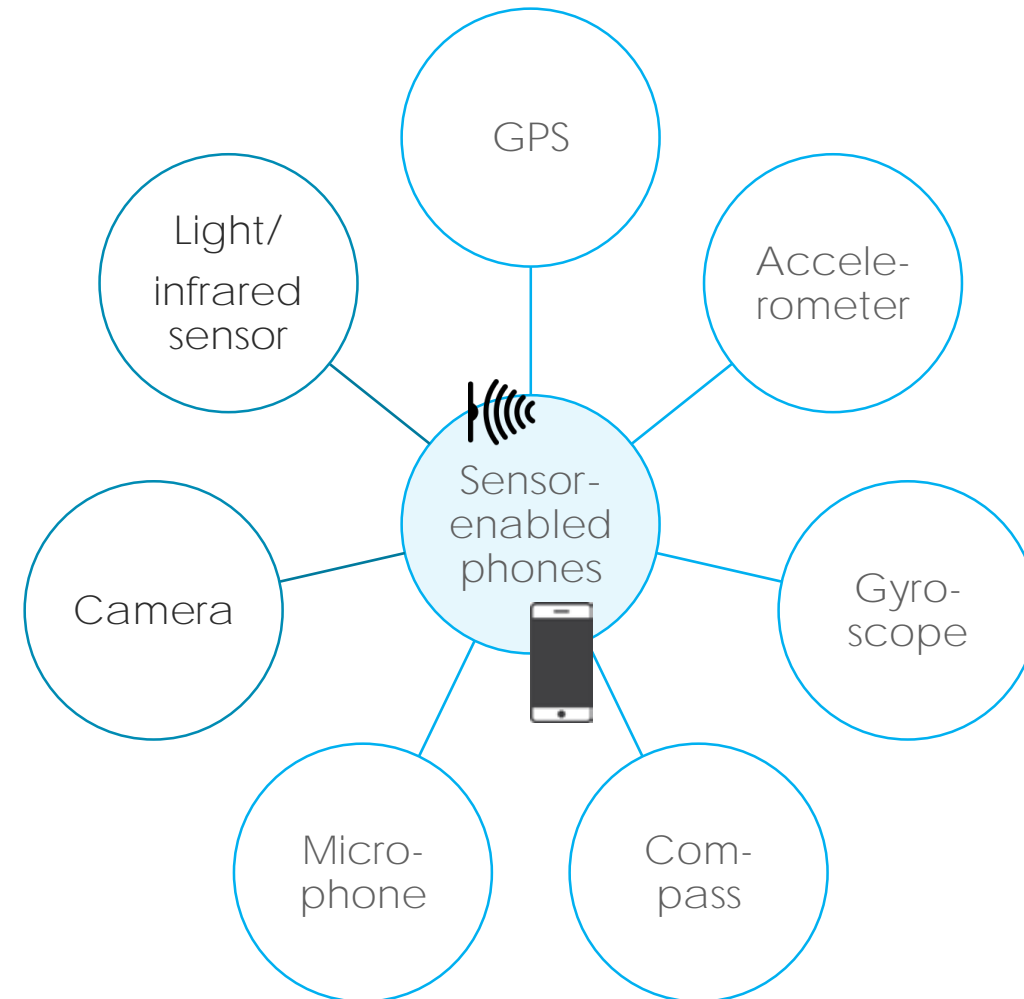 GPS
Light/
infrared
sensor
Accele-
rometer
Sensor-
enabled
phones
Camera
Gyro-
scope
Micro-
phone
Com-
pass